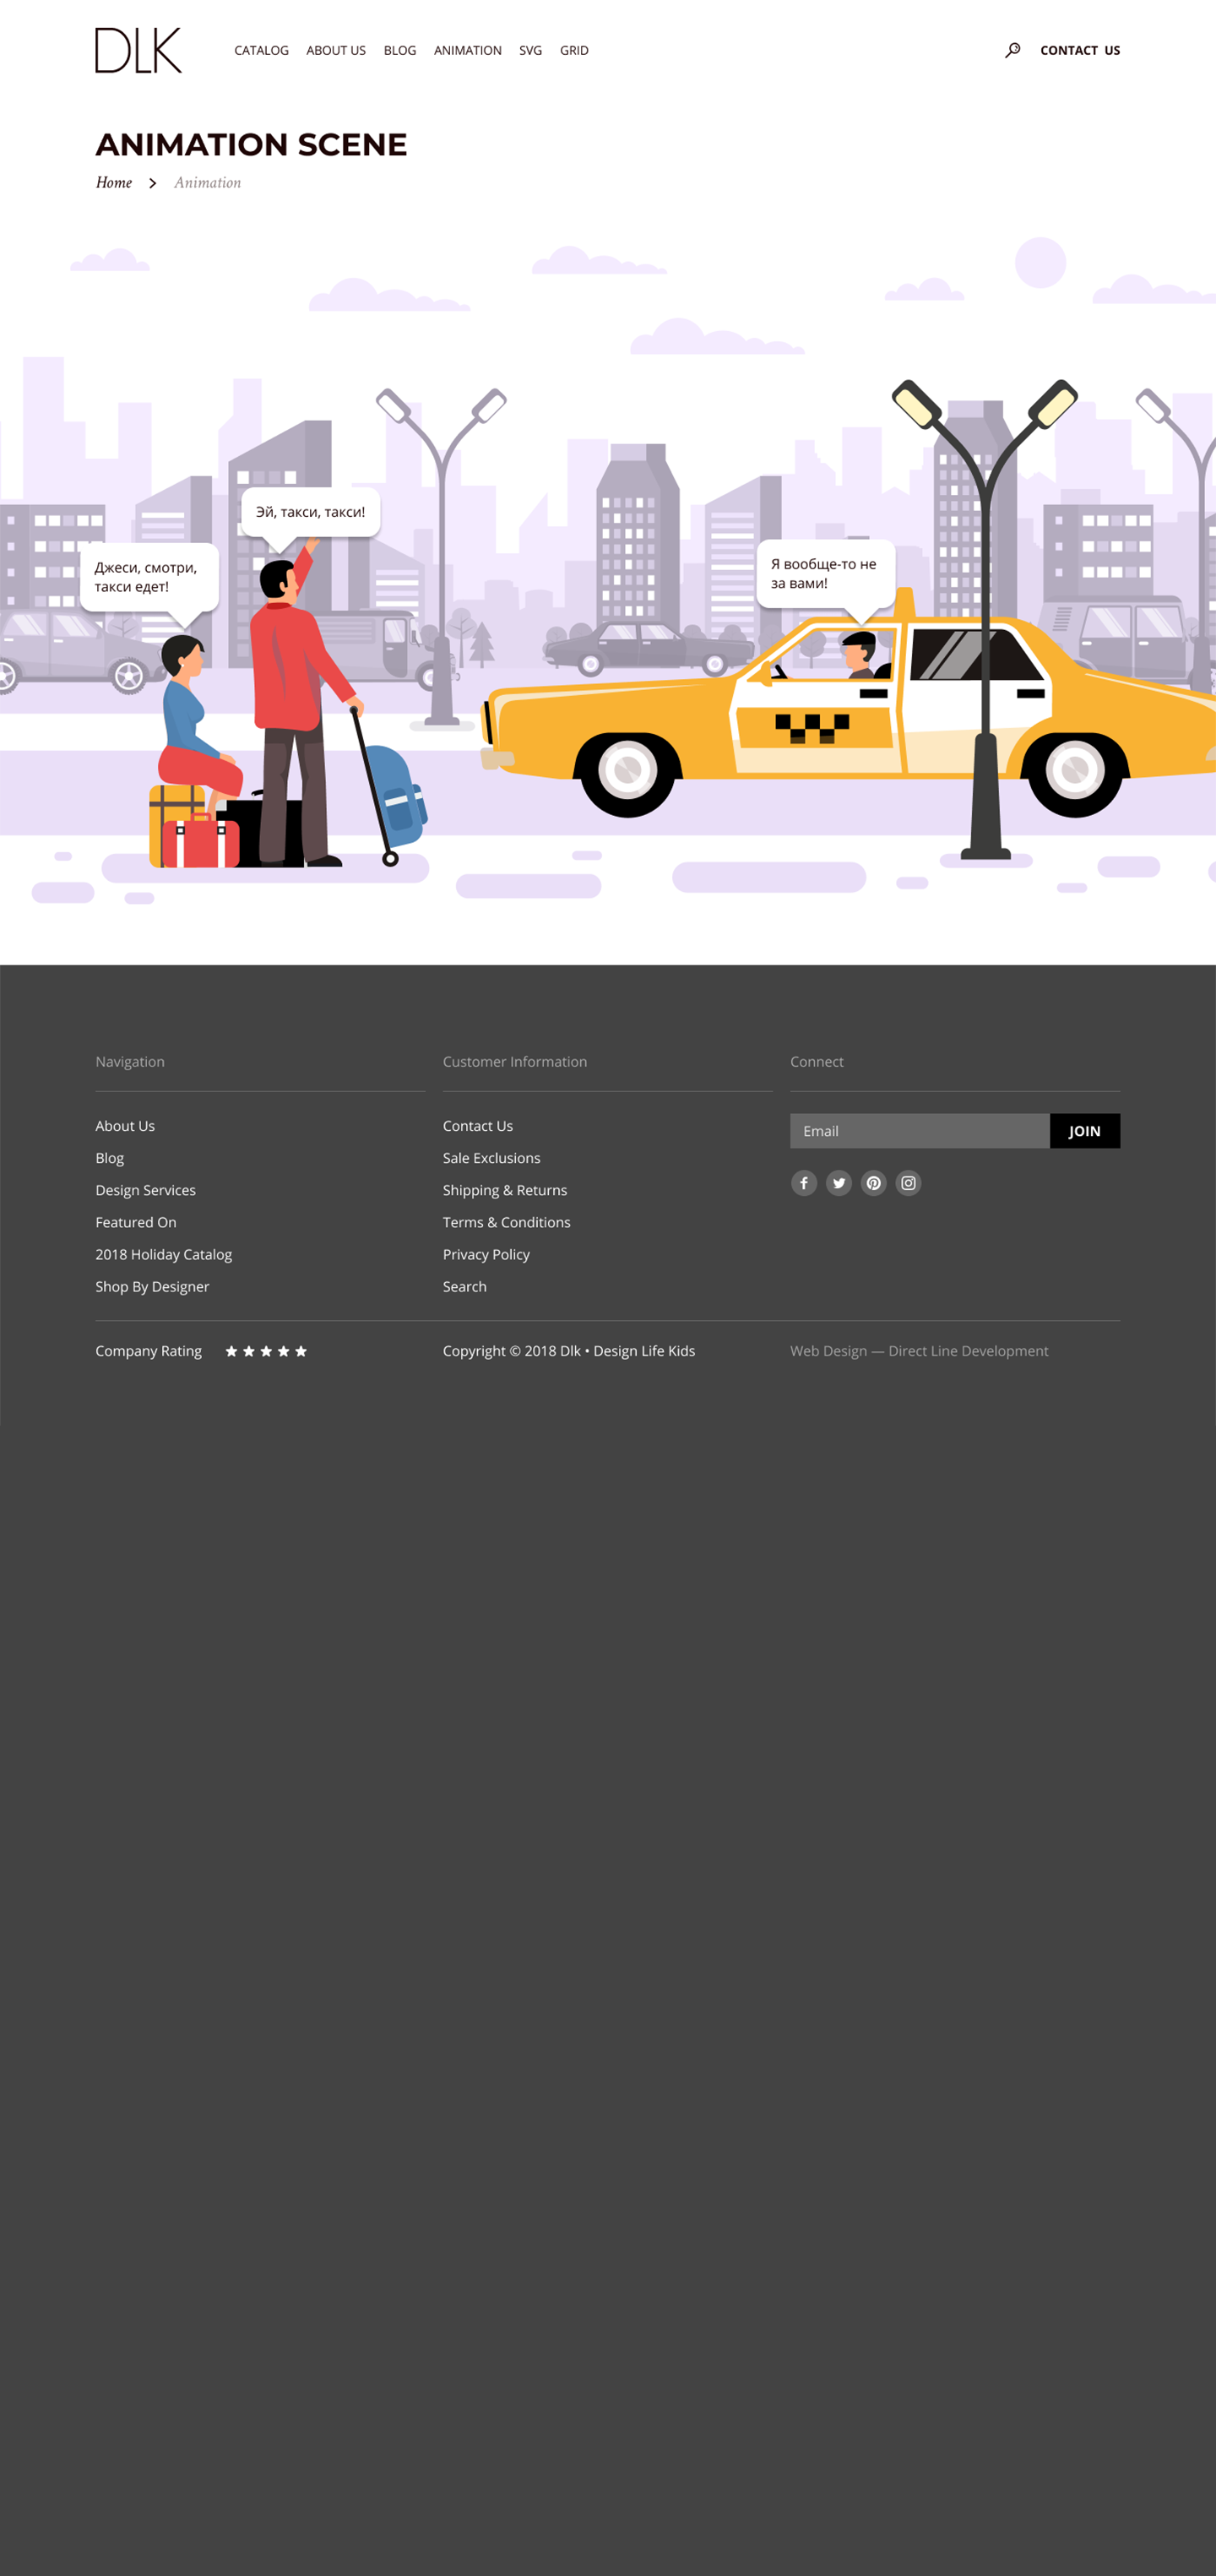 DLK
CATALOG ABOUT US BLOG ANIMATION SVG GRID
CONTACT US
ANIMATION SCENE
Home > Animation
Эй, такси, такси!
Джеси, смотри,
такси едет!
Я вообще-то не
за вами!
Navigation
About Us
Blog
Design Services
Featured On
2018 Holiday Catalog
Shop By Designer
Customer Information
Contact Us
Sale Exclusions
Shipping & Returns
Terms & Conditions
Privacy Policy
Search
Connect
Email
JOIN
Company Rating
Copyright © 2018 Dlk • Design Life Kids
Web Design — Direct Line Development